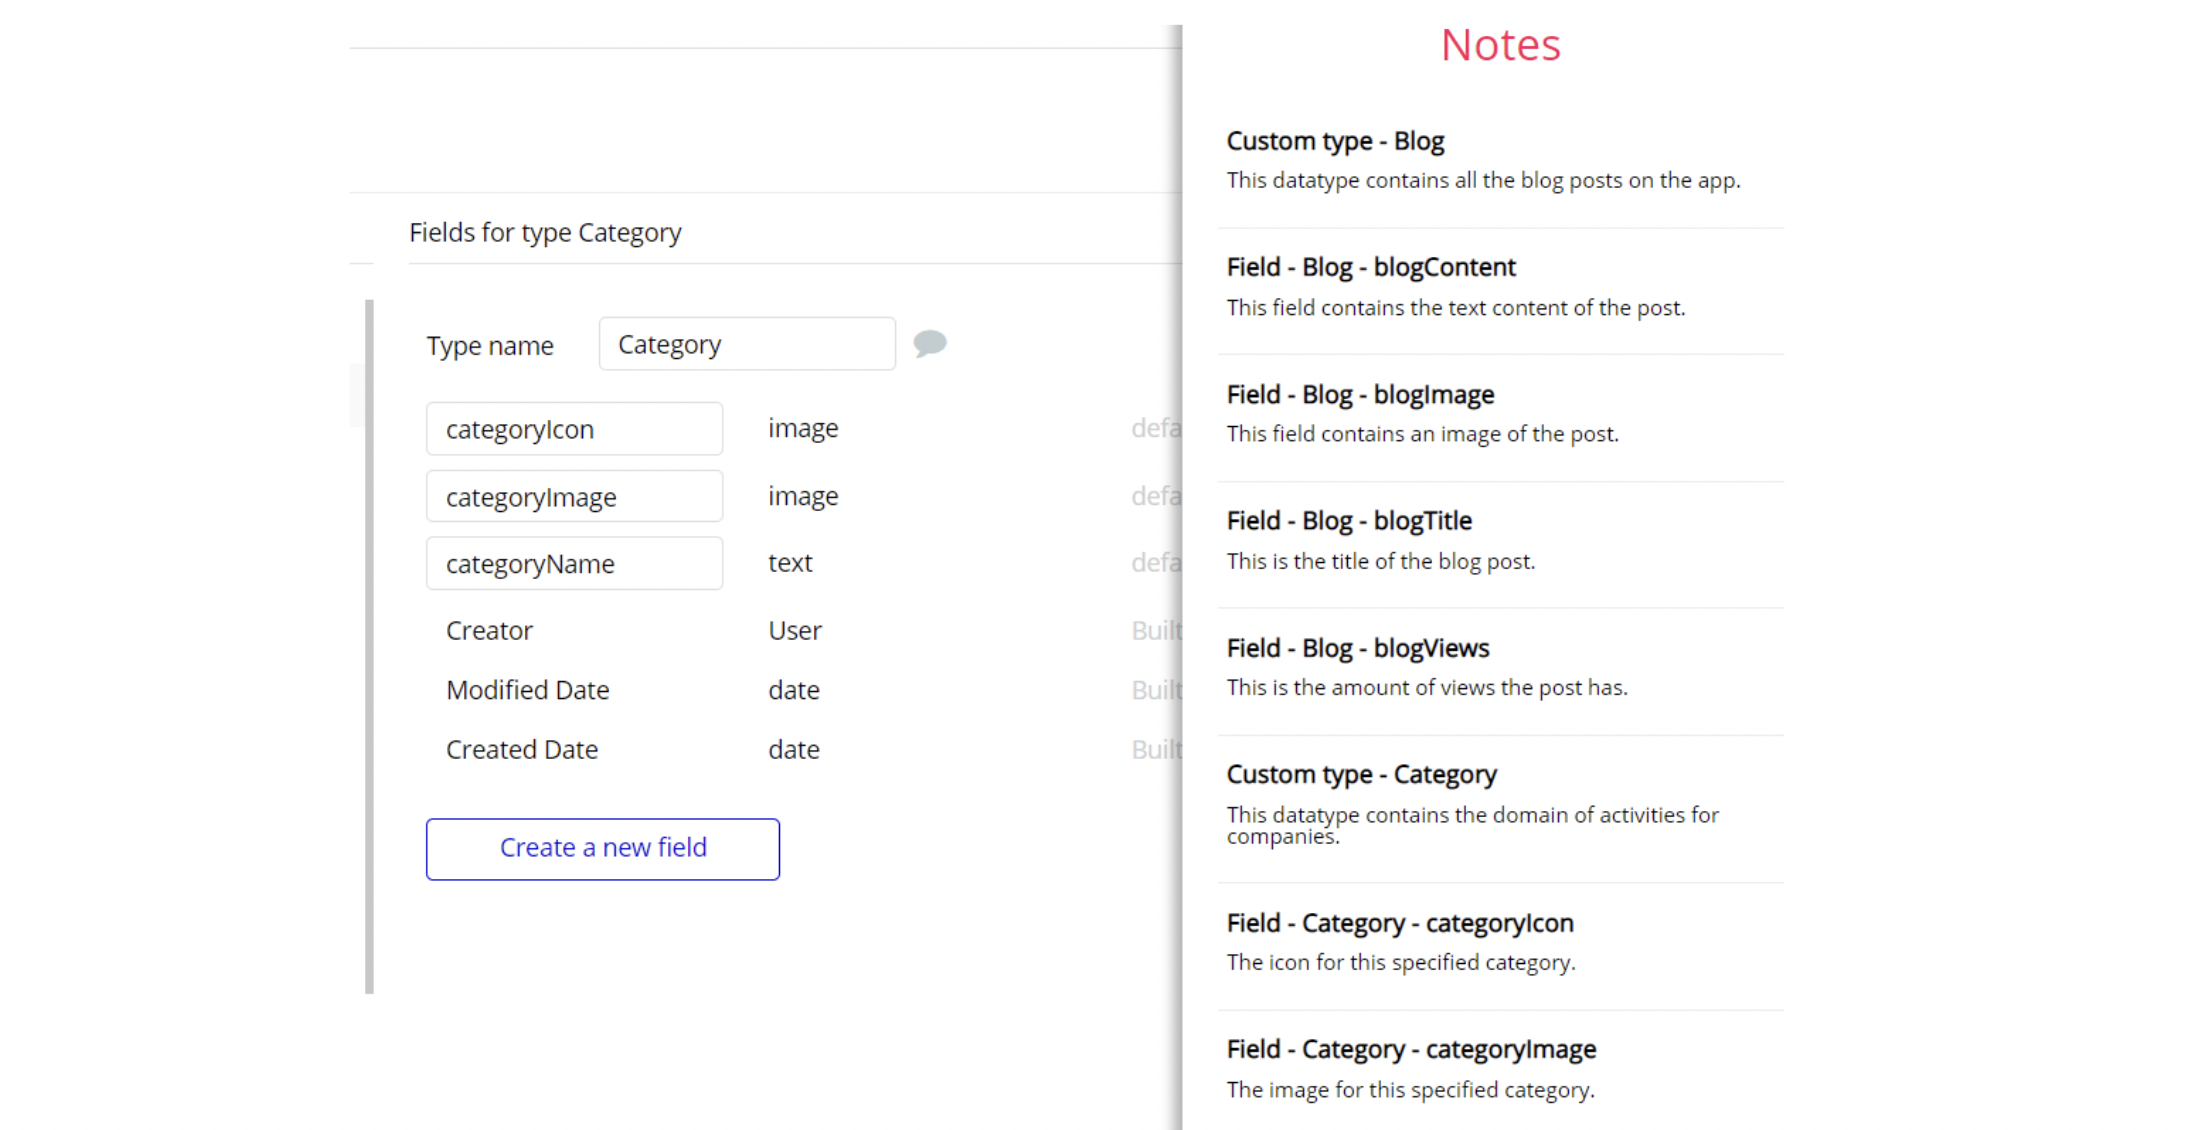 Fields for type Category
Type name Category
categoryIcon image defa
categoryImage image defa
categoryName text defa
Creator User Built
Modified Date date Built
Created Date date Built
Create a new field
Notes
Custom type - Blog
This datatype contains all the blog posts on the app.
Field - Blog - blogContent
This field contains the text content of the post.
Field - Blog - blogImage
This field contains an image of the post.
Field - Blog - blogTitle
This is the title of the blog post.
Field - Blog - blogViews
This is the amount of views the post has.
Custom type - Category
This datatype contains the domain of activities for
companies.
Field - Category - categoryIcon
The icon for this specified category.
Field - Category - categoryImage
The image for this specified category.